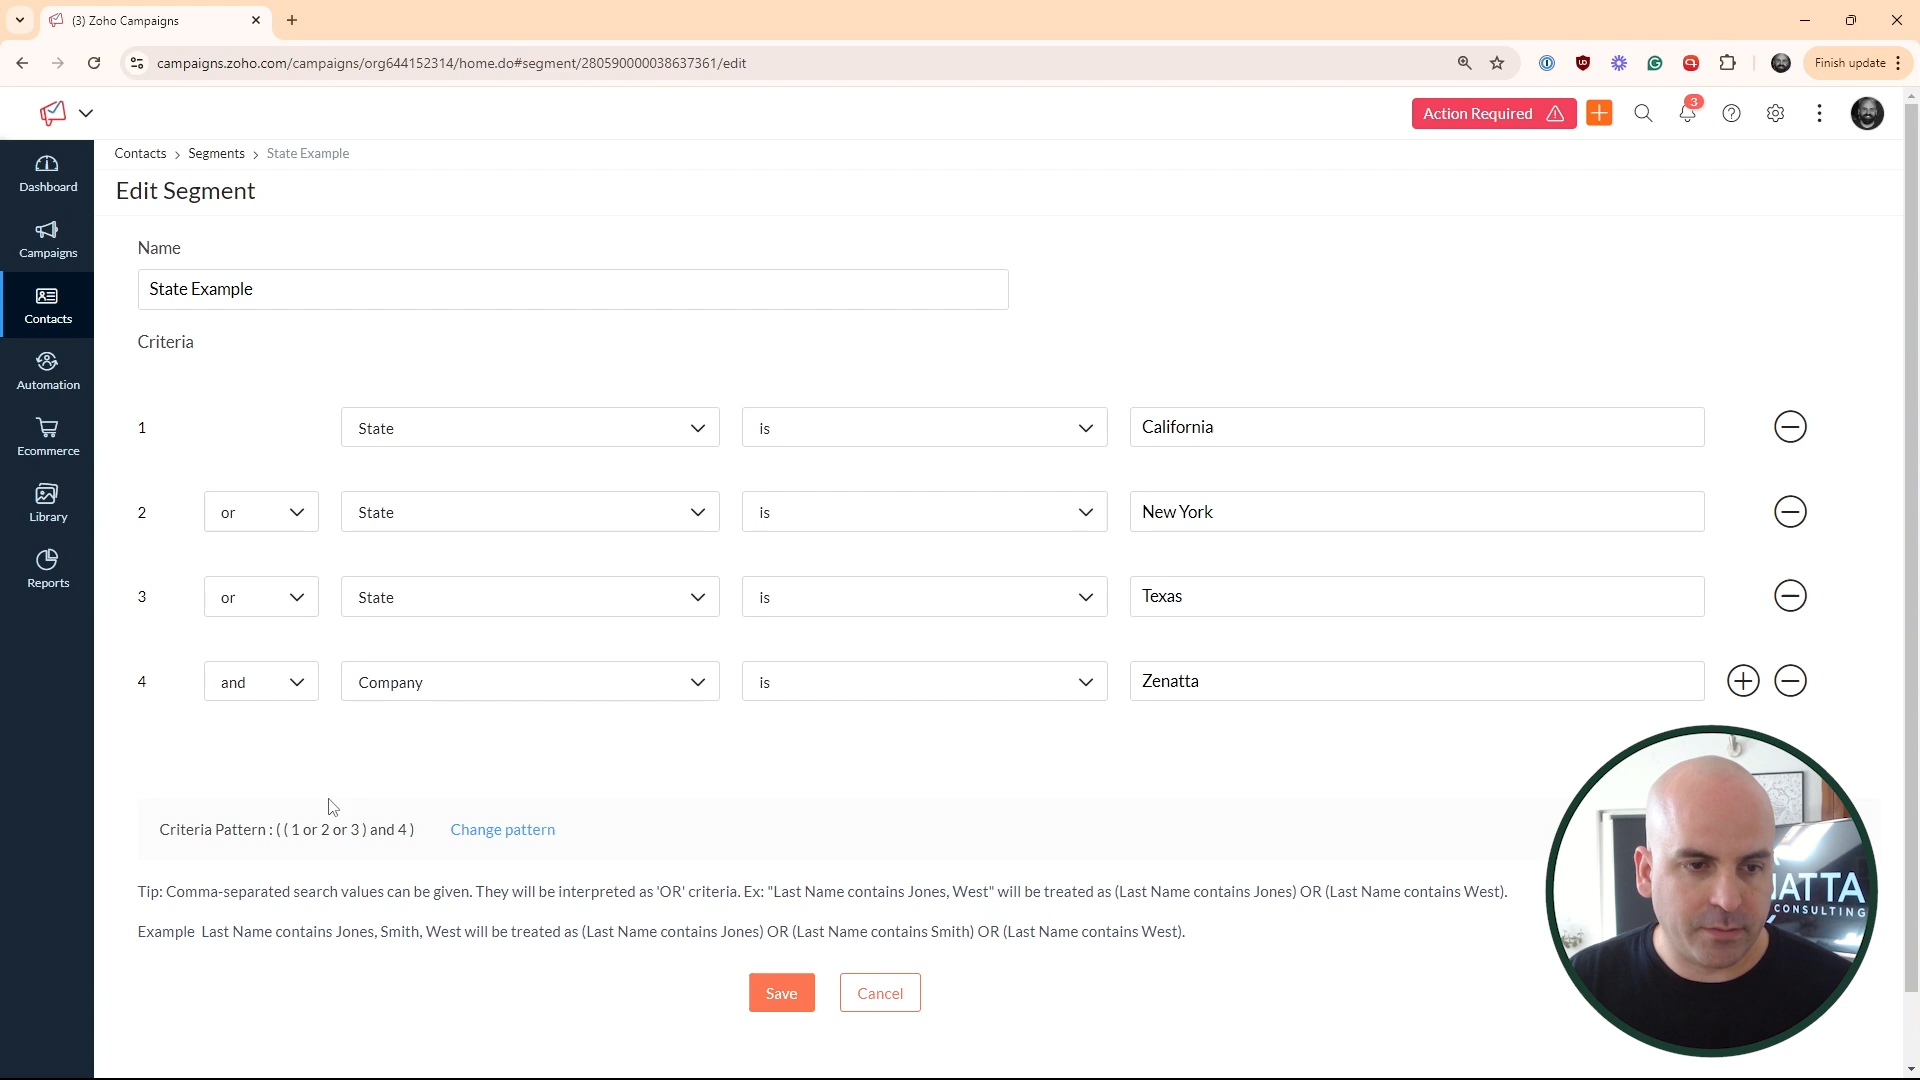 (3) Zoho Campaigns
campaigns.zoho.com/campaigns/org644152314/home.do#segment/280590000038637361/edit
Finish update
Action Required
3
Dashboard
Campaigns
Contacts
Automation
Ecommerce
Library
Reports
Contacts > Segments > State Example
Edit Segment
Name
State Example
Criteria
1 State is California
2 or State is New York
3 or State is Texas
4 and Company is Zenatta
Criteria Pattern : ( ( 1 or 2 or 3 ) and 4 ) Change pattern
Tip: Comma-separated search values can be given. They will be interpreted as 'OR' criteria. Ex: "Last Name contains Jones, West" will be treated as (Last Name contains Jones) OR (Last Name contains West).
Example Last Name contains Jones, Smith, West will be treated as (Last Name contains Jones) OR (Last Name contains Smith) OR (Last Name contains West).
Save Cancel
NATTA
CONSULTING